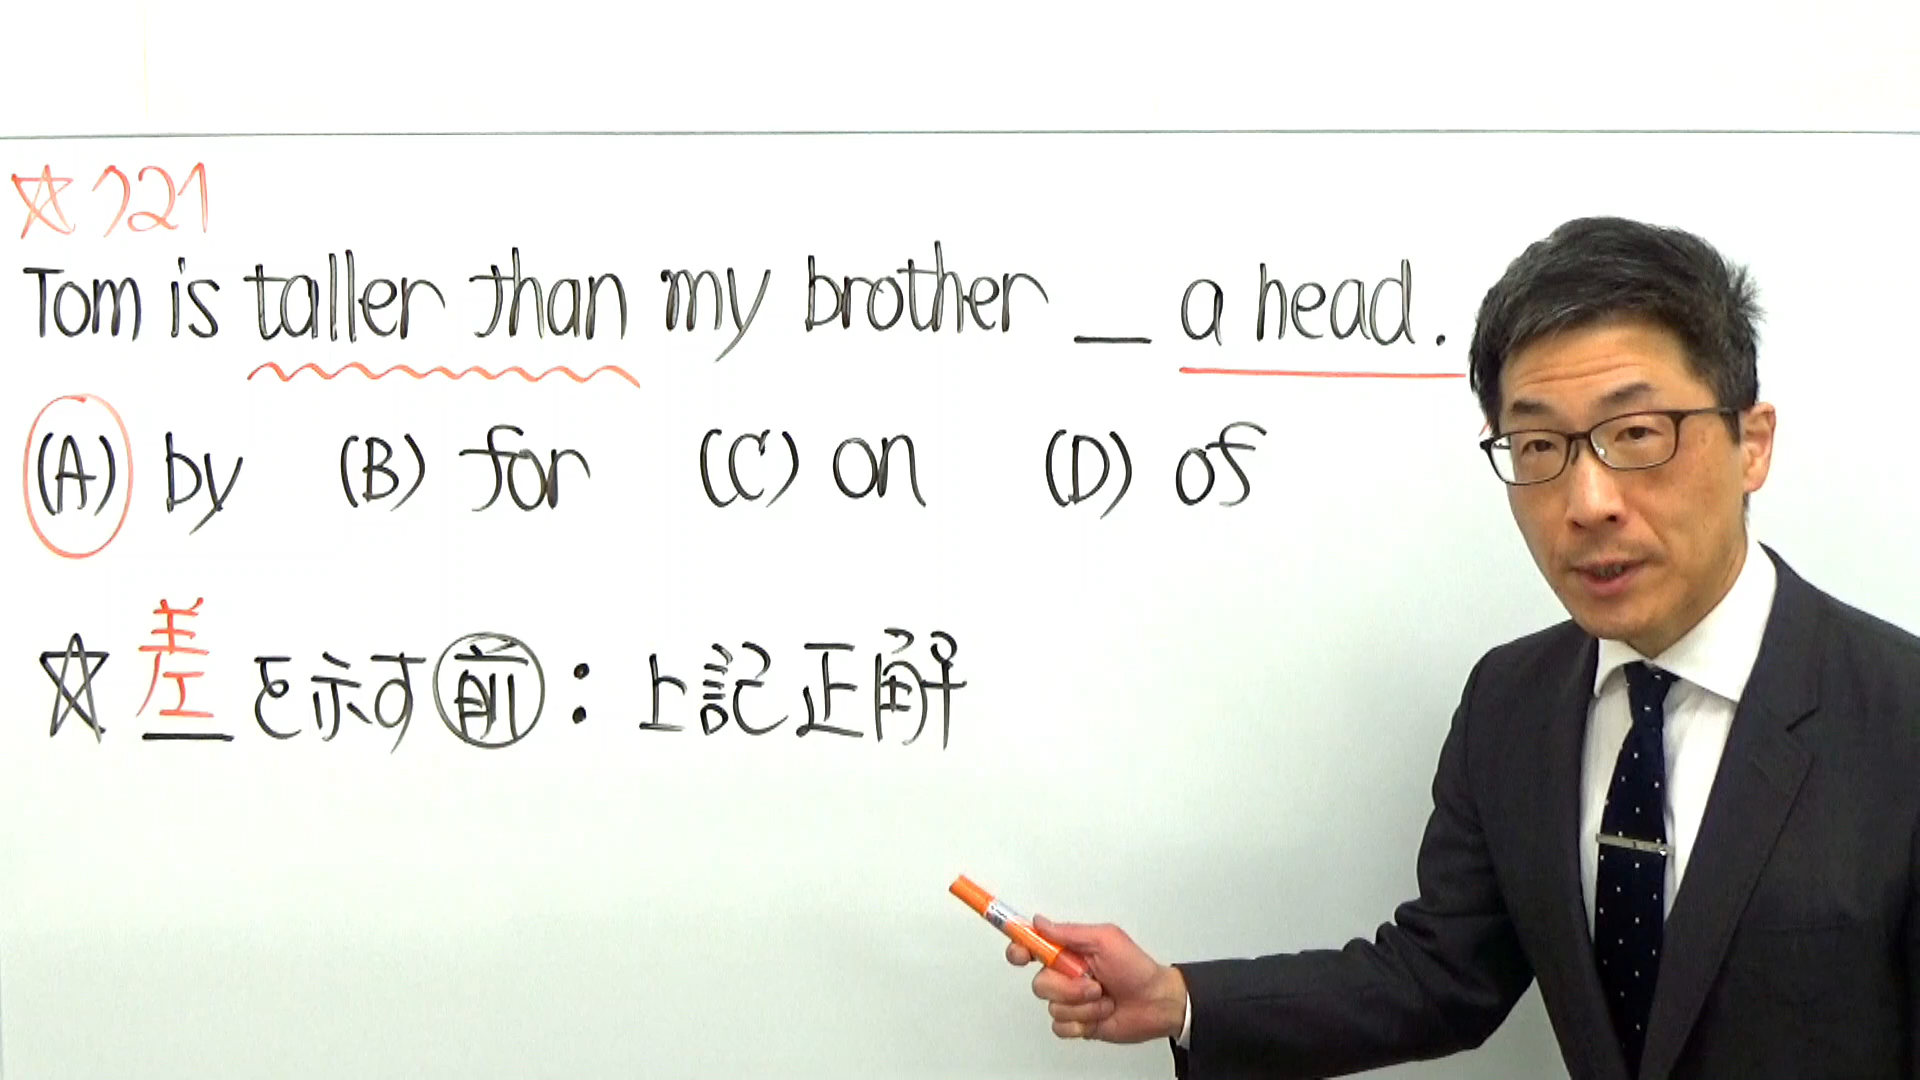 ☆721
Tom is taller than my brother __ a head.
(A) by (B) for (C) on (D) of
☆ 差を示す前：上記正解